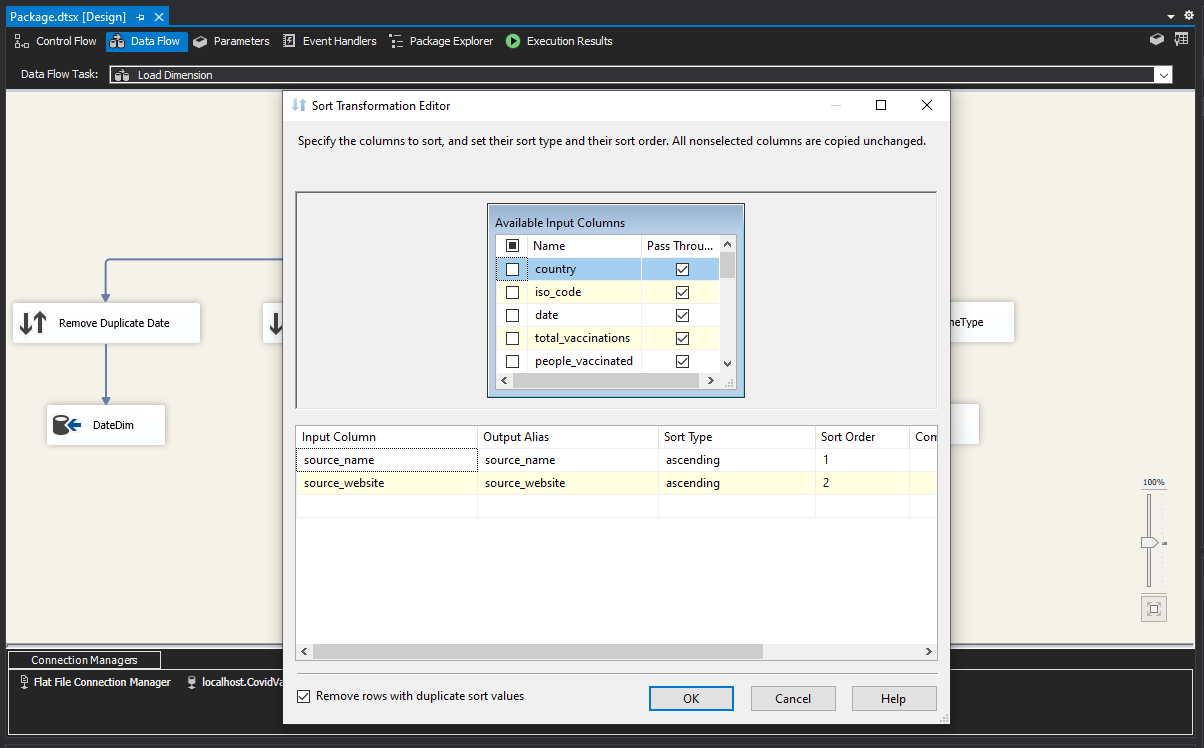 Package.dtsx [Design]
Control Flow Data Flow Parameters Event Handlers Package Explorer Execution Results
Data Flow Task: Load Dimension
Sort Transformation Editor
Specify the columns to sort, and set their sort type and their sort order. All nonselected columns are copied unchanged.
Available Input Columns
Name Pass Throu...
country
iso_code
date
total_vaccinations
people_vaccinated
Remove Duplicate Date
neType
DateDim
Input Column Output Alias Sort Type Sort Order Com
source_name source_name ascending 1
source_website source_website ascending 2
100%
Connection Managers
Flat File Connection Manager localhost.CovidVa
Remove rows with duplicate sort values
OK Cancel Help